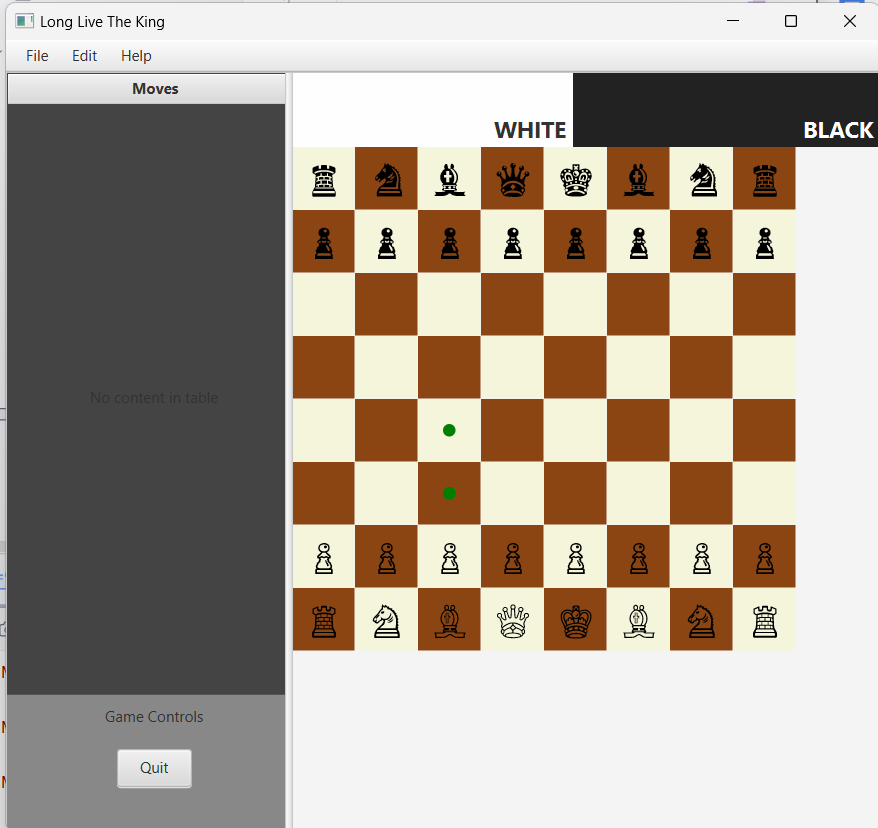 Long Live The King
File Edit Help
Moves
WHITE
BLACK
No content in table
Game Controls
Quit